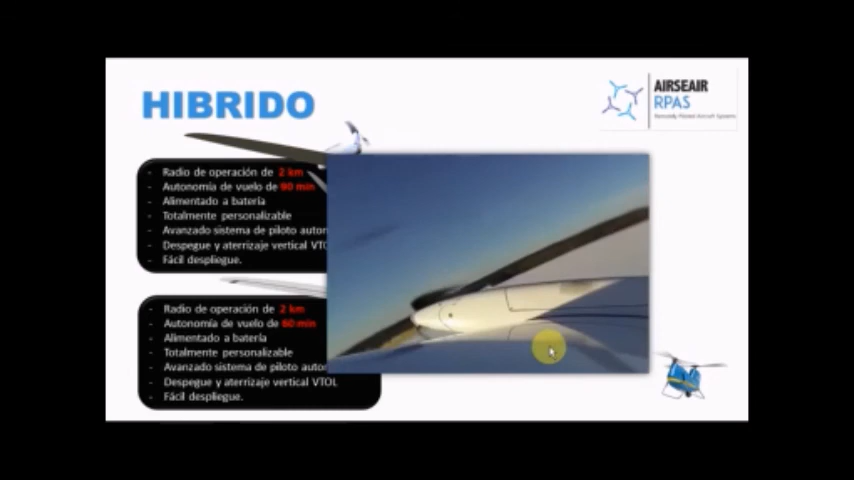 HIBRIDO
AIRSEAIR
RPAS
Remotely Piloted Aircraft Systems
- Radio de operación de 2 km
- Autonomía de vuelo de 90 min
- Alimentado a batería
- Totalmente personalizable
- Avanzado sistema de piloto autom
- Despegue y aterrizaje vertical VTO
- Fácil despliegue.
- Radio de operación de 2 km
- Autonomía de vuelo de 60 min
- Alimentado a batería
- Totalmente personalizable
- Avanzado sistema de piloto autom
- Despegue y aterrizaje vertical VTOL
- Fácil despliegue.